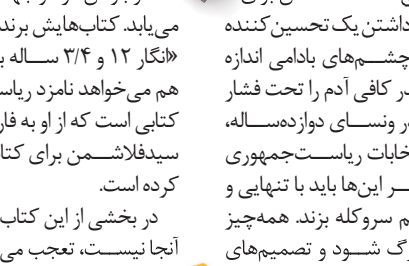 داشتن یک تحسین‌کننده
چشم‌های بادامی اندازه
ر کافی آدم را تحت فشار
ر ونسای دوازده‌ساله،
خابات ریاست‌جمهوری
ر این‌ها باید با تنهایی و
م سروکله بزند. همه‌چیز
رگ شود و تصمیم‌های
می‌یابد. کتاب‌هایش برند
«انگار ۱۲ و ۳/۴ ساله ب
هم می‌خواهد نامزد ریاس
کتابی است که از او به فار
سیدفلاشمن برای کتا
کرده است.
در بخشی از این کتاب
آنجا نیست، تعجب می